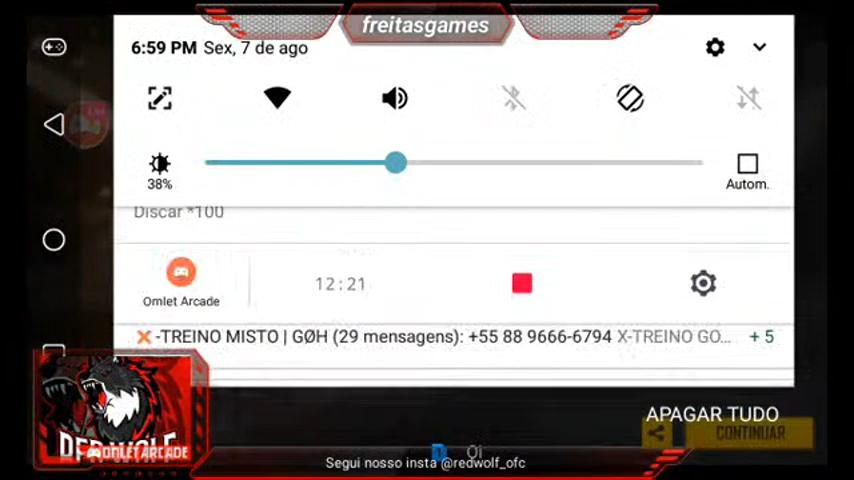 freitasgames
6:59 PM Sex, 7 de ago
38%
Autom.
Discar *100
Omlet Arcade
12:21
-TREINO MISTO | GØH (29 mensagens): +55 88 9666-6794 X-TREINO GO... + 5
APAGAR TUDO
CONTINUAR
OMLET ARCADE
Oi
Segui nosso insta @redwolf_ofc